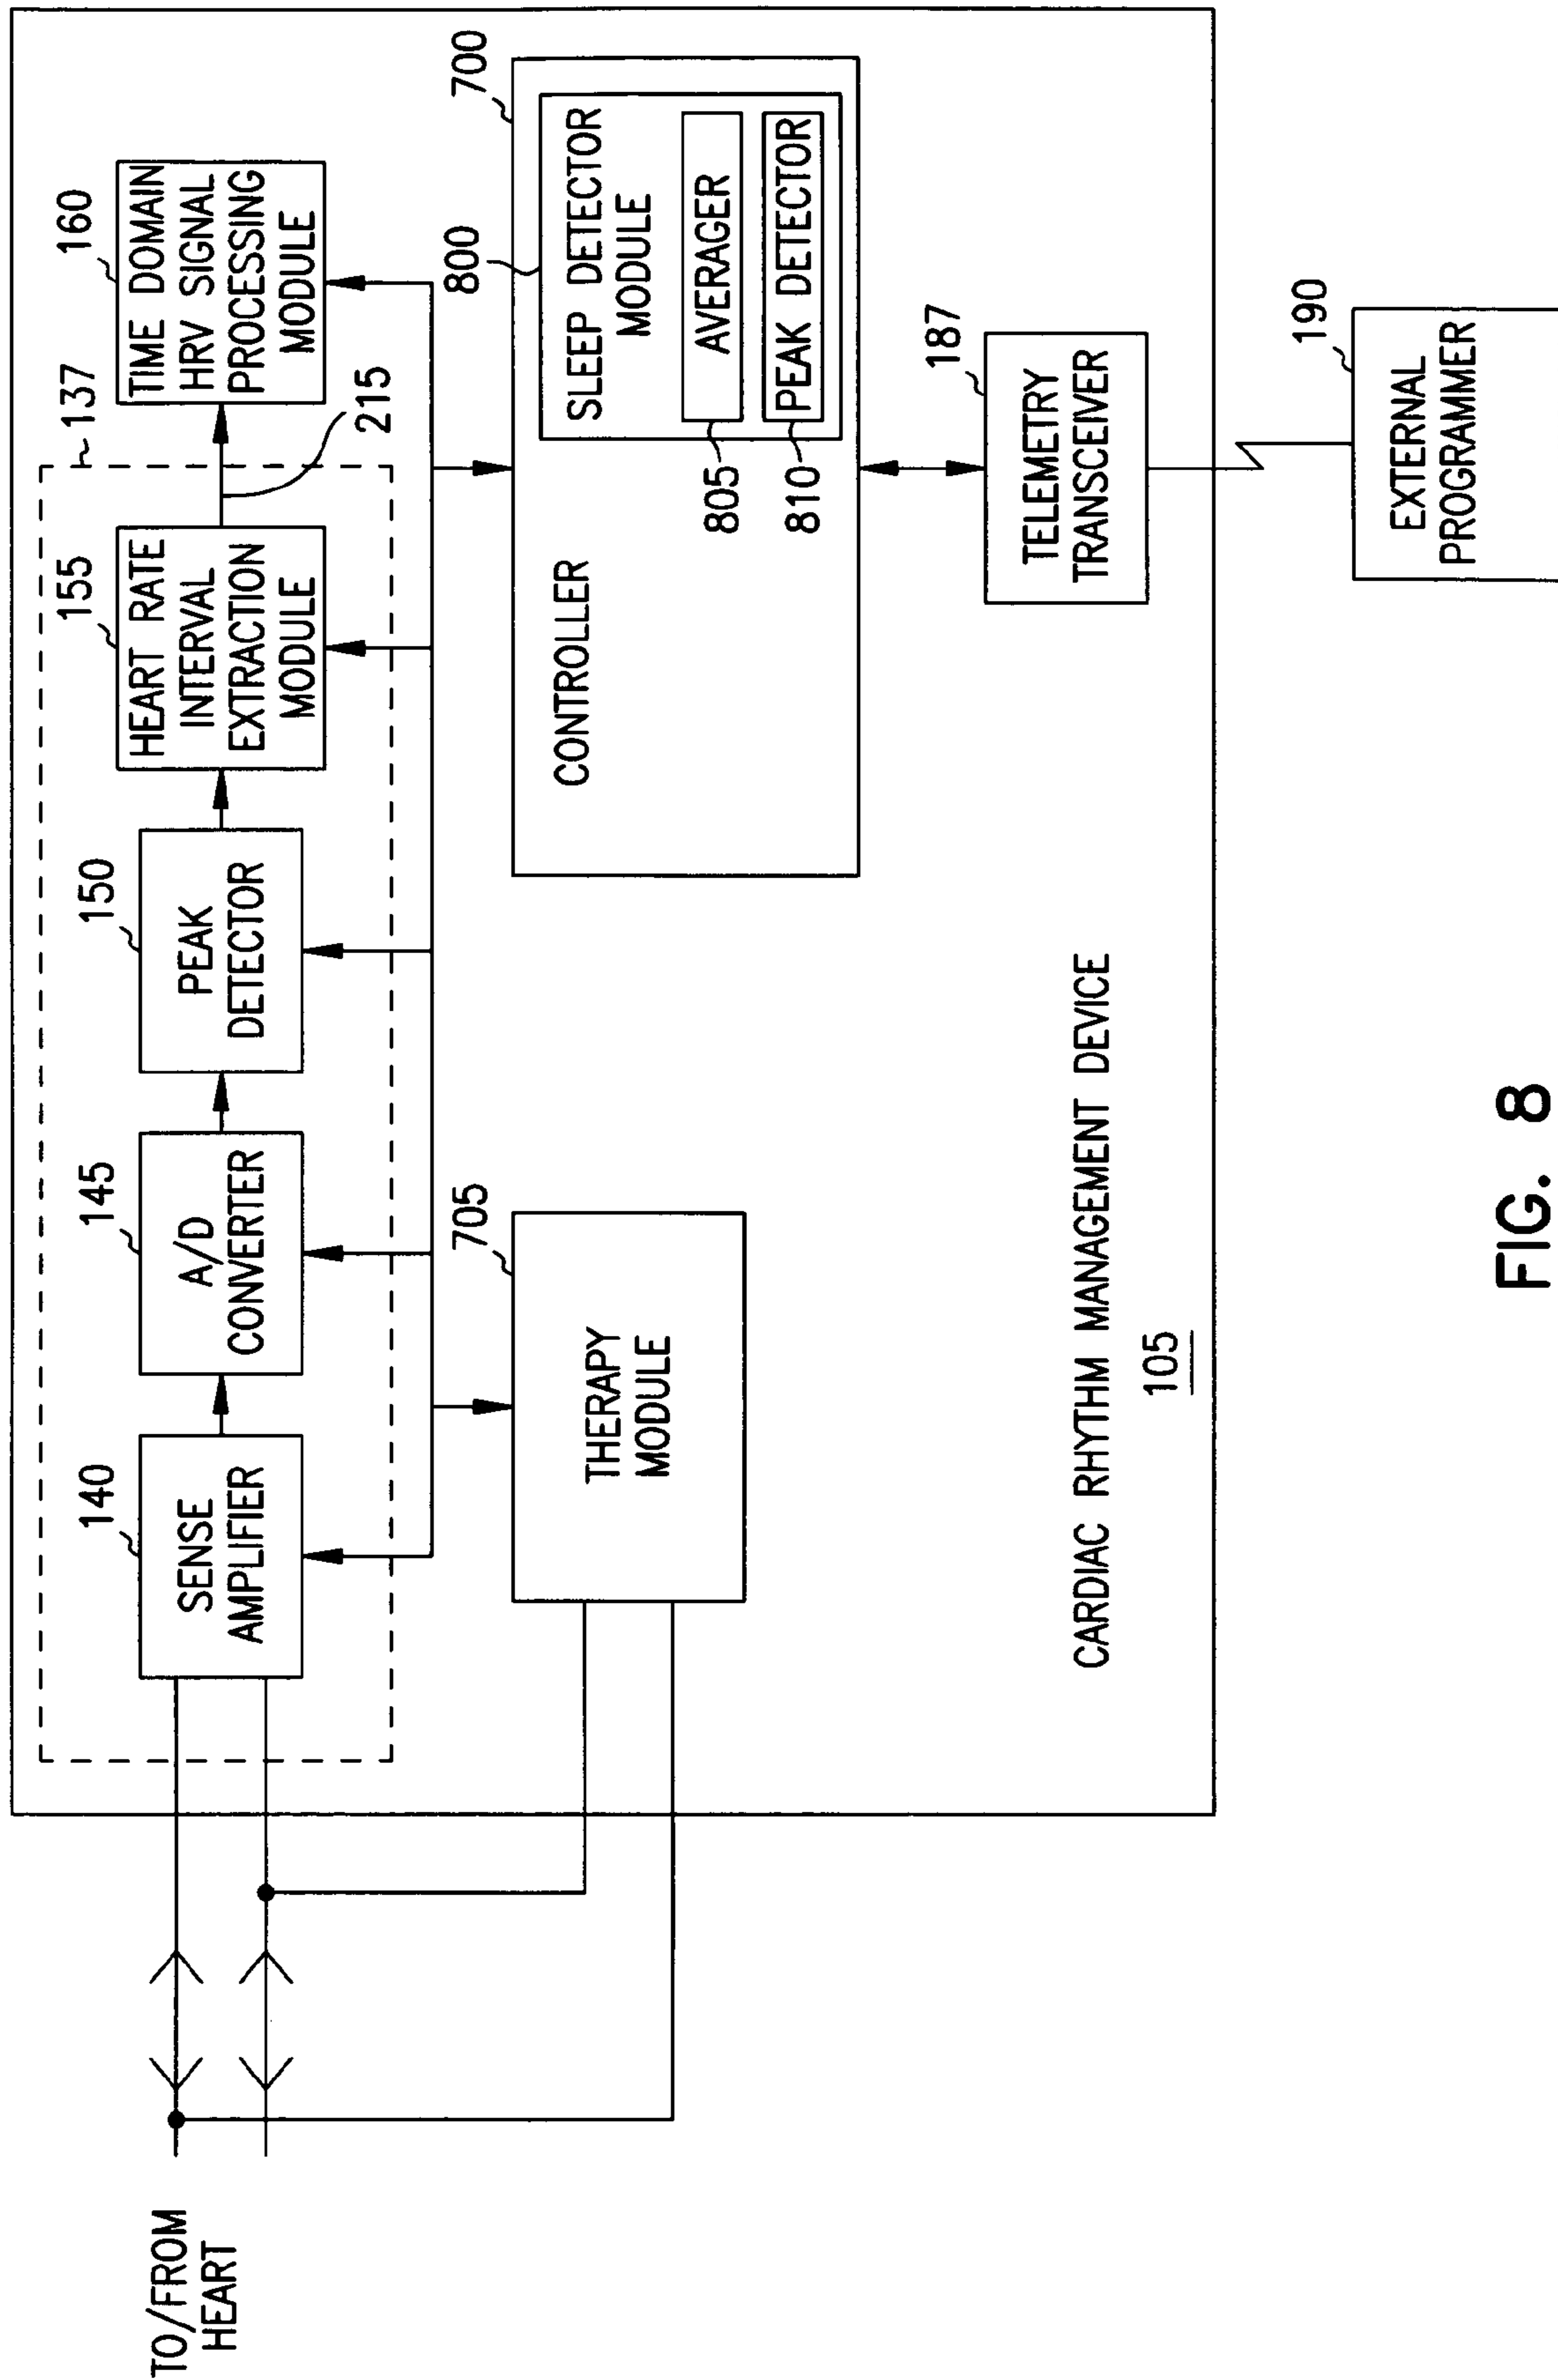 137
140
SENSE
AMPLIFIER
145
A/D
CONVERTER
150
PEAK
DETECTOR
155
HEART RATE
INTERVAL
EXTRACTION
MODULE
215
160
TIME DOMAIN
HRV SIGNAL
PROCESSING
MODULE
TO/FROM
HEART
705
THERAPY
MODULE
700
CONTROLLER
800
SLEEP DETECTOR
MODULE
805
AVERAGER
810
PEAK DETECTOR
187
TELEMETRY
TRANSCEIVER
CARDIAC RHYTHM MANAGEMENT DEVICE
105
190
EXTERNAL
PROGRAMMER
FIG. 8